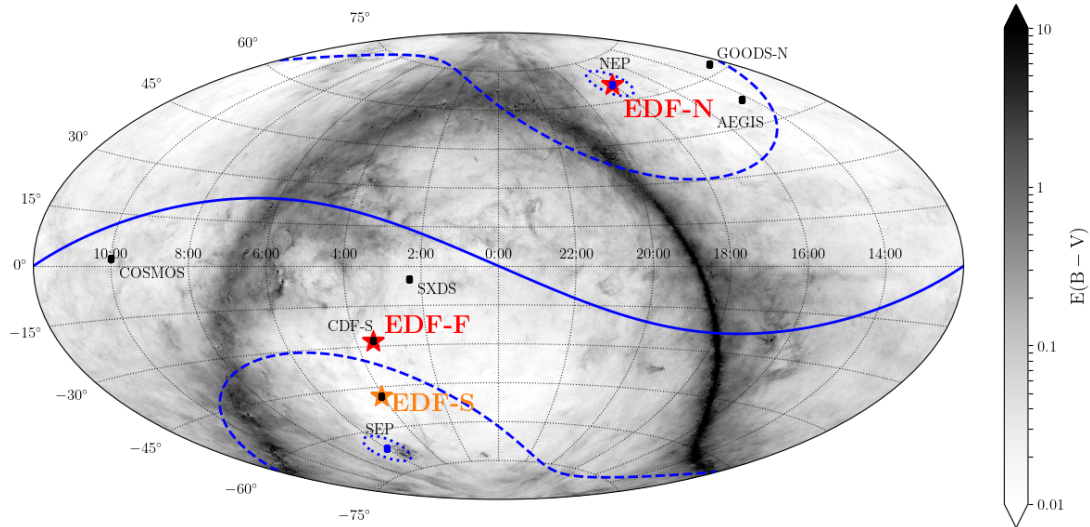 75°
60°
45°
30°
15°
0°
−15°
−30°
−45°
−60°
−75°
GOODS-N
NEP
EDF-N
AEGIS
10:00 8:00 6:00 4:00 2:00 0:00 22:00 20:00 18:00 16:00 14:00
COSMOS
SXDS
CDF-S EDF-F
EDF-S
SEP
10
1
0.1
0.01
E(B − V)